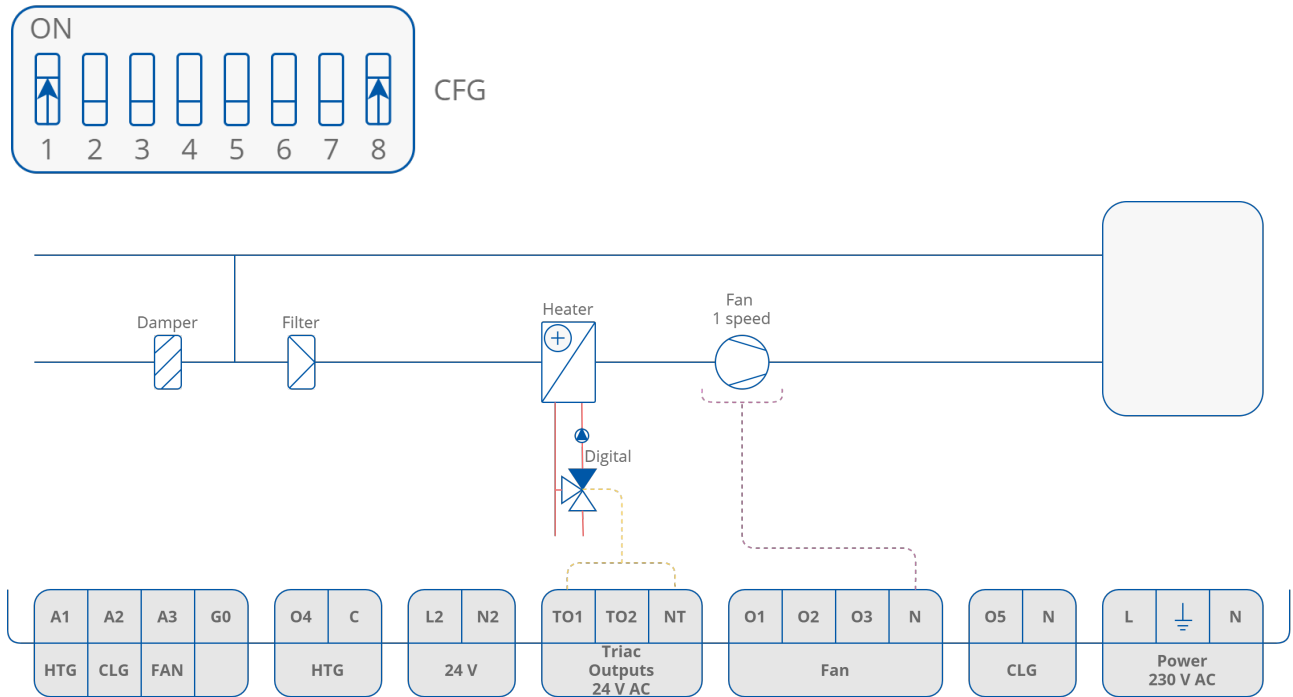 ON
CFG
1 2 3 4 5 6 7 8
Fan
1 speed
Heater
Damper
Filter
Digital
A1 A2 A3 G0 O4 C L2 N2 TO1 TO2 NT O1 O2 O3 N O5 N L N
HTG CLG FAN
HTG
24 V
Triac
Outputs
24 V AC
Fan
CLG
Power
230 V AC